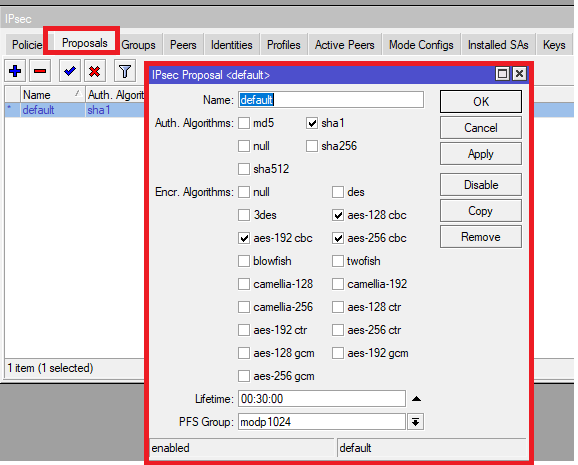 IPsec
Policies Proposals Groups Peers Identities Profiles Active Peers Mode Configs Installed SAs Keys
Name Auth. Algorit
* default sha1
1 item (1 selected)
IPsec Proposal <default>
Name: default OK
Auth. Algorithms: md5 sha1 Cancel
null sha256 Apply
sha512
Encr. Algorithms: null des Disable
3des aes-128 cbc Copy
aes-192 cbc aes-256 cbc Remove
blowfish twofish
camellia-128 camellia-192
camellia-256 aes-128 ctr
aes-192 ctr aes-256 ctr
aes-128 gcm aes-192 gcm
aes-256 gcm
Lifetime: 00:30:00
PFS Group: modp1024
enabled default